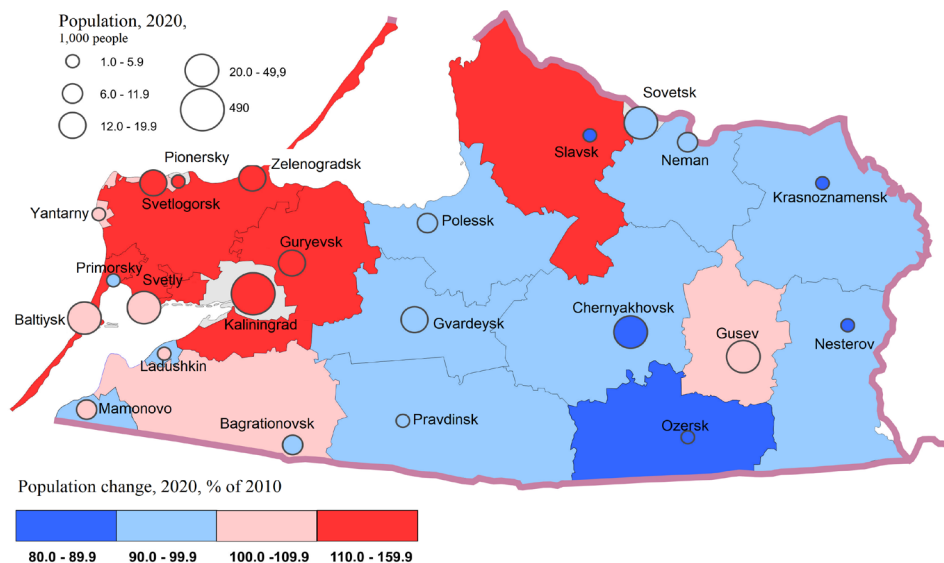 Population, 2020,
1,000 people
1.0 - 5.9
20.0 - 49,9
6.0 - 11.9
490
12.0 - 19.9
Sovetsk
Pionersky
Slavsk
Zelenogradsk
Neman
Svetlogorsk
Krasnoznamensk
Yantarny
Polessk
Guryevsk
Primorsky
Svetly
Chernyakhovsk
Baltiysk
Kaliningrad
Gvardeysk
Gusev
Nesterov
Ladushkin
Mamonovo
Bagrationovsk
Pravdinsk
Ozersk
Population change, 2020, % of 2010
80.0 - 89.9 90.0 - 99.9 100.0 -109.9 110.0 - 159.9